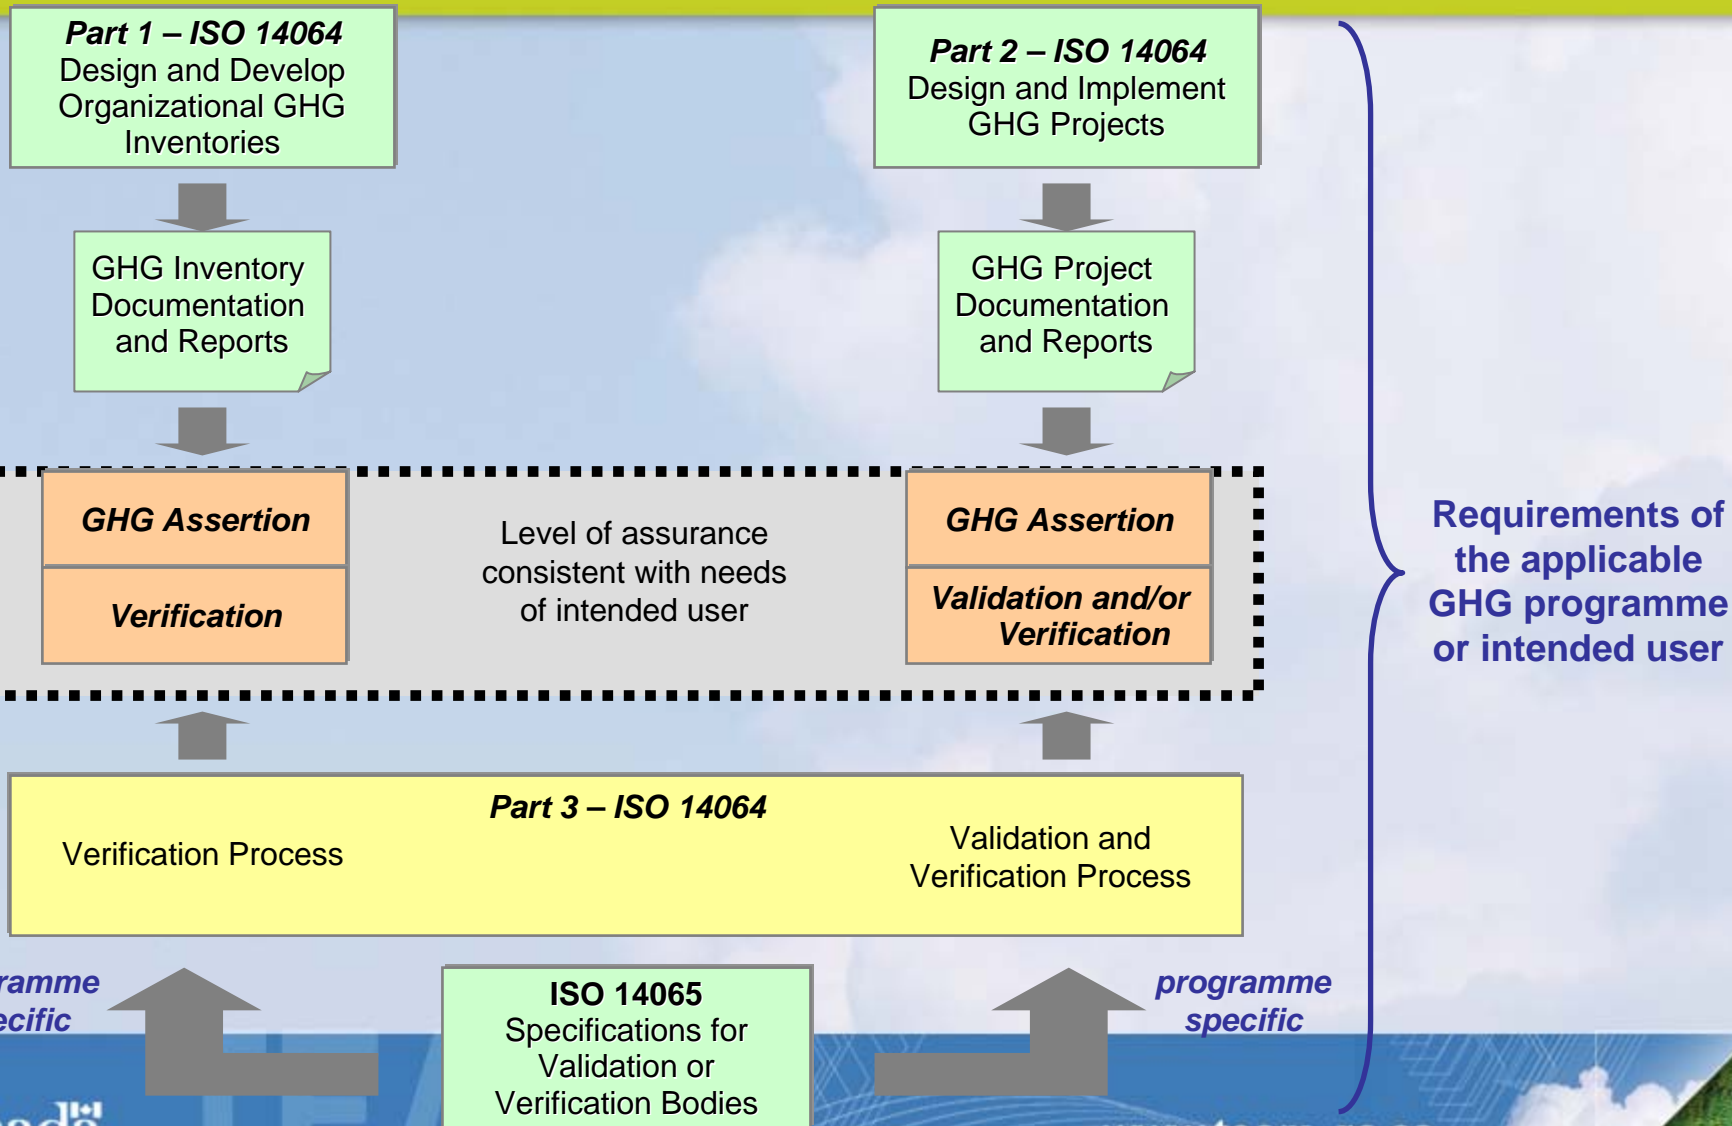 Part 1 – ISO 14064
Design and Develop
Organizational GHG
Inventories
Part 2 – ISO 14064
Design and Implement
GHG Projects
GHG Inventory
Documentation
and Reports
GHG Project
Documentation
and Reports
GHG Assertion
Verification
Level of assurance
consistent with needs
of intended user
GHG Assertion
Validation and/or
Verification
Requirements of
the applicable
GHG programme
or intended user
Part 3 – ISO 14064
Verification Process
Validation and
Verification Process
ISO 14065
Specifications for
Validation or
Verification Bodies
programme
specific